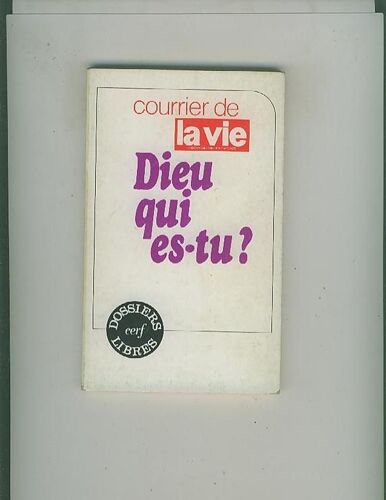 courrier de
la vie
Dieu
qui
es-tu?
DOSSIERS
cerf
LIBRES